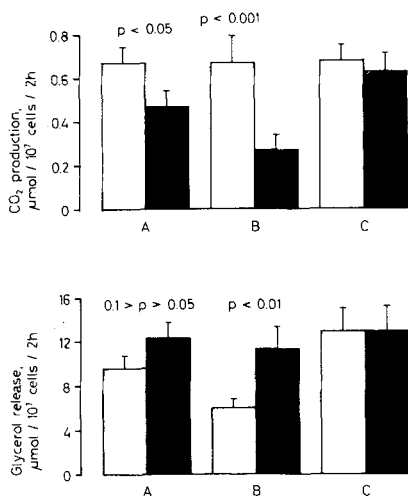 p < 0.05
p < 0.001
0.8
0.6
0.4
0.2
0
CO₂ production,
μmol / 10⁷ cells / 2h
A B C
0.1 > p > 0.05
p < 0.01
16
12
8
4
0
Glycerol release,
μmol / 10⁷ cells / 2h
A B C